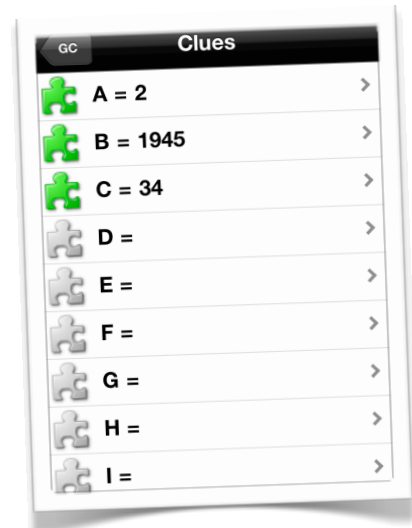 GC
Clues
A = 2
B = 1945
C = 34
D =
E =
F =
G =
H =
I =